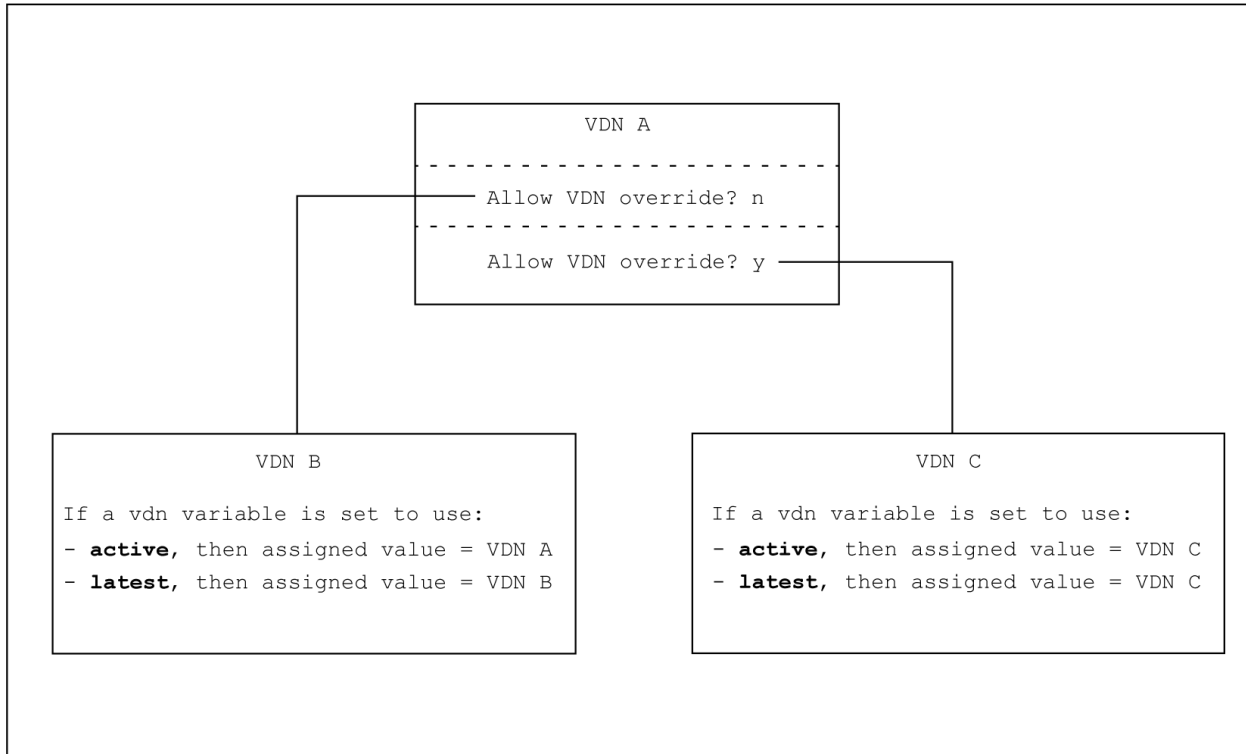 VDN A
Allow VDN override? n
Allow VDN override? y
VDN B
If a vdn variable is set to use:
- active, then assigned value = VDN A
- latest, then assigned value = VDN B
VDN C
If a vdn variable is set to use:
- active, then assigned value = VDN C
- latest, then assigned value = VDN C